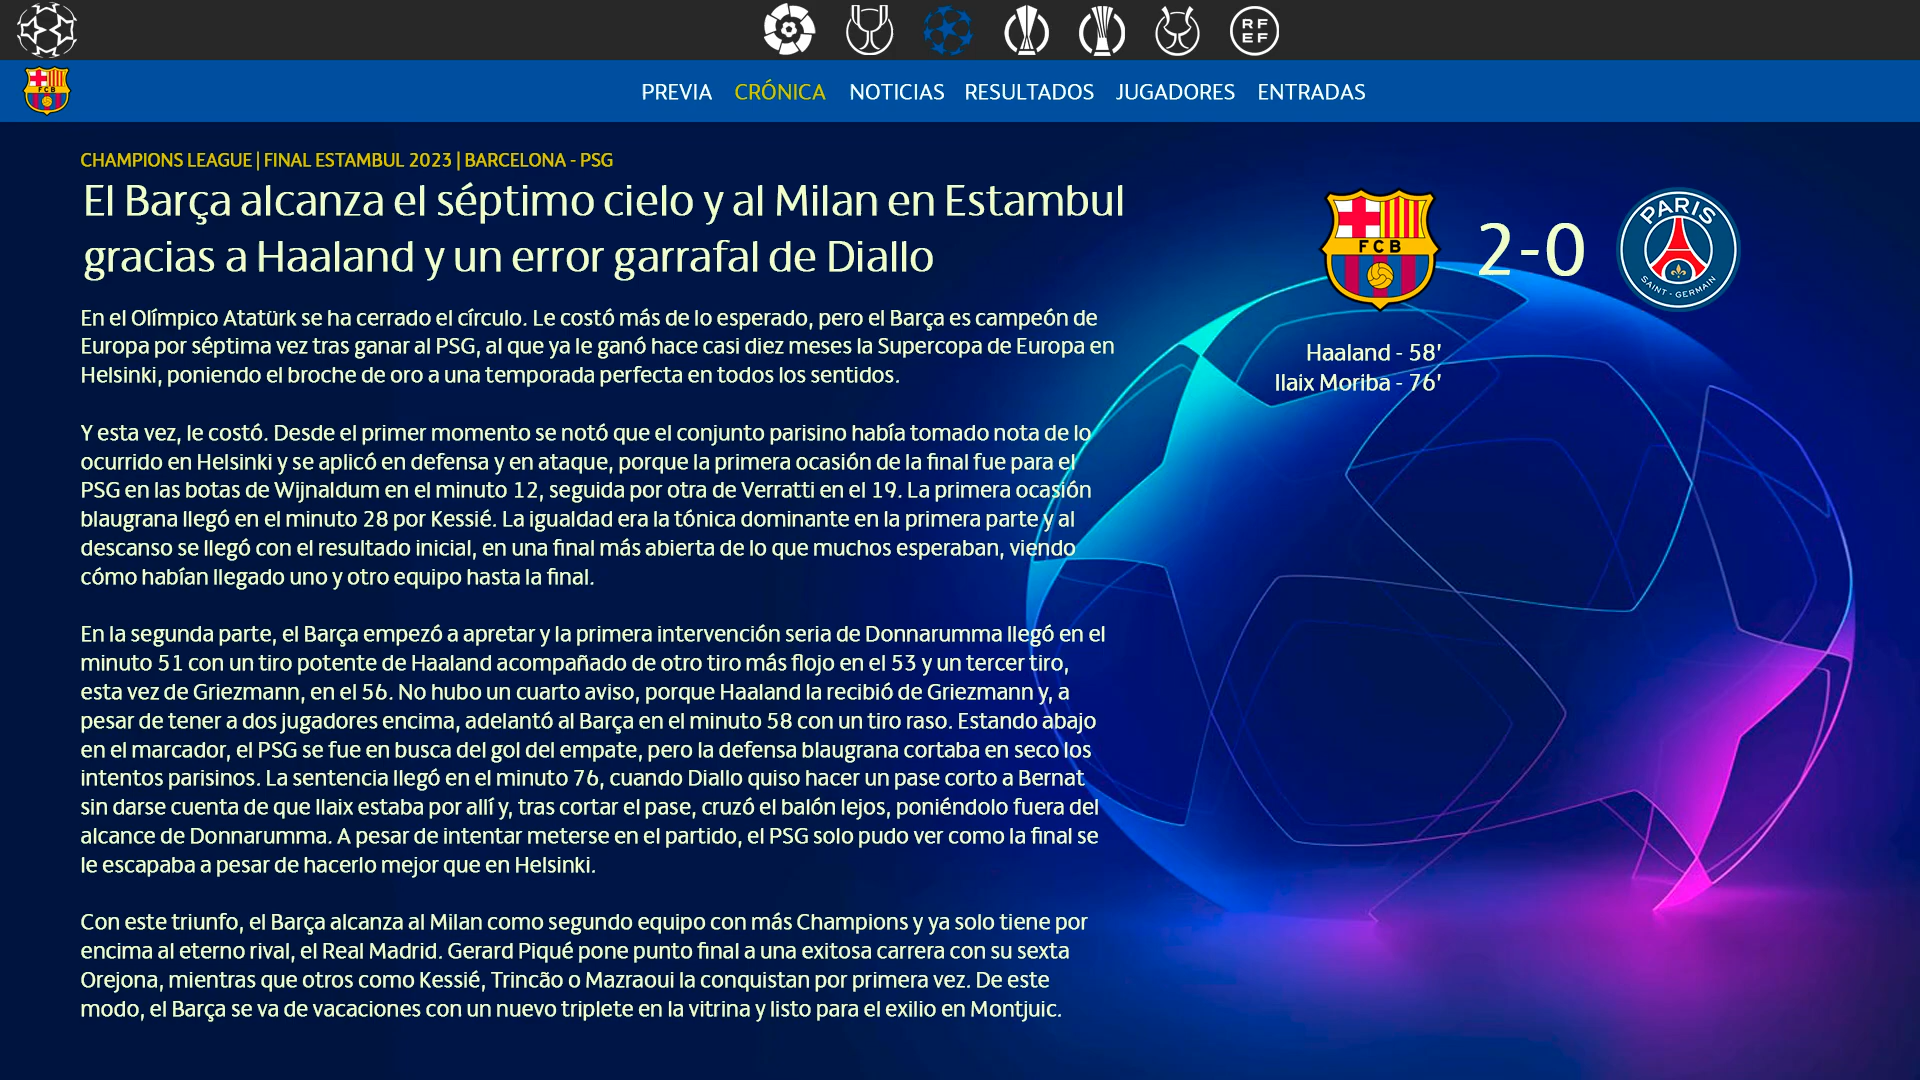 RF
EF
FCB
PREVIA CRÓNICA NOTICIAS RESULTADOS JUGADORES ENTRADAS
CHAMPIONS LEAGUE | FINAL ESTAMBUL 2023 | BARCELONA - PSG
El Barça alcanza el séptimo cielo y al Milan en Estambul
gracias a Haaland y un error garrafal de Diallo
En el Olímpico Atatürk se ha cerrado el círculo. Le costó más de lo esperado, pero el Barça es campeón de
Europa por séptima vez tras ganar al PSG, al que ya le ganó hace casi diez meses la Supercopa de Europa en
Helsinki, poniendo el broche de oro a una temporada perfecta en todos los sentidos.
Y esta vez, le costó. Desde el primer momento se notó que el conjunto parisino había tomado nota de lo
ocurrido en Helsinki y se aplicó en defensa y en ataque, porque la primera ocasión de la final fue para el
PSG en las botas de Wijnaldum en el minuto 12, seguida por otra de Verratti en el 19. La primera ocasión
blaugrana llegó en el minuto 28 por Kessié. La igualdad era la tónica dominante en la primera parte y al
descanso se llegó con el resultado inicial, en una final más abierta de lo que muchos esperaban, viendo
cómo habían llegado uno y otro equipo hasta la final.
En la segunda parte, el Barça empezó a apretar y la primera intervención seria de Donnarumma llegó en el
minuto 51 con un tiro potente de Haaland acompañado de otro tiro más flojo en el 53 y un tercer tiro,
esta vez de Griezmann, en el 56. No hubo un cuarto aviso, porque Haaland la recibió de Griezmann y, a
pesar de tener a dos jugadores encima, adelantó al Barça en el minuto 58 con un tiro raso. Estando abajo
en el marcador, el PSG se fue en busca del gol del empate, pero la defensa blaugrana cortaba en seco los
intentos parisinos. La sentencia llegó en el minuto 76, cuando Diallo quiso hacer un pase corto a Bernat
sin darse cuenta de que Ilaix estaba por allí y, tras cortar el pase, cruzó el balón lejos, poniéndolo fuera del
alcance de Donnarumma. A pesar de intentar meterse en el partido, el PSG solo pudo ver como la final se
le escapaba a pesar de hacerlo mejor que en Helsinki.
Con este triunfo, el Barça alcanza al Milan como segundo equipo con más Champions y ya solo tiene por
encima al eterno rival, el Real Madrid. Gerard Piqué pone punto final a una exitosa carrera con su sexta
Orejona, mientras que otros como Kessié, Trincão o Mazraoui la conquistan por primera vez. De este
modo, el Barça se va de vacaciones con un nuevo triplete en la vitrina y listo para el exilio en Montjuic.
FCB
2-0
PARIS
SAINT-GERMAIN
Haaland - 58'
Ilaix Moriba - 76'